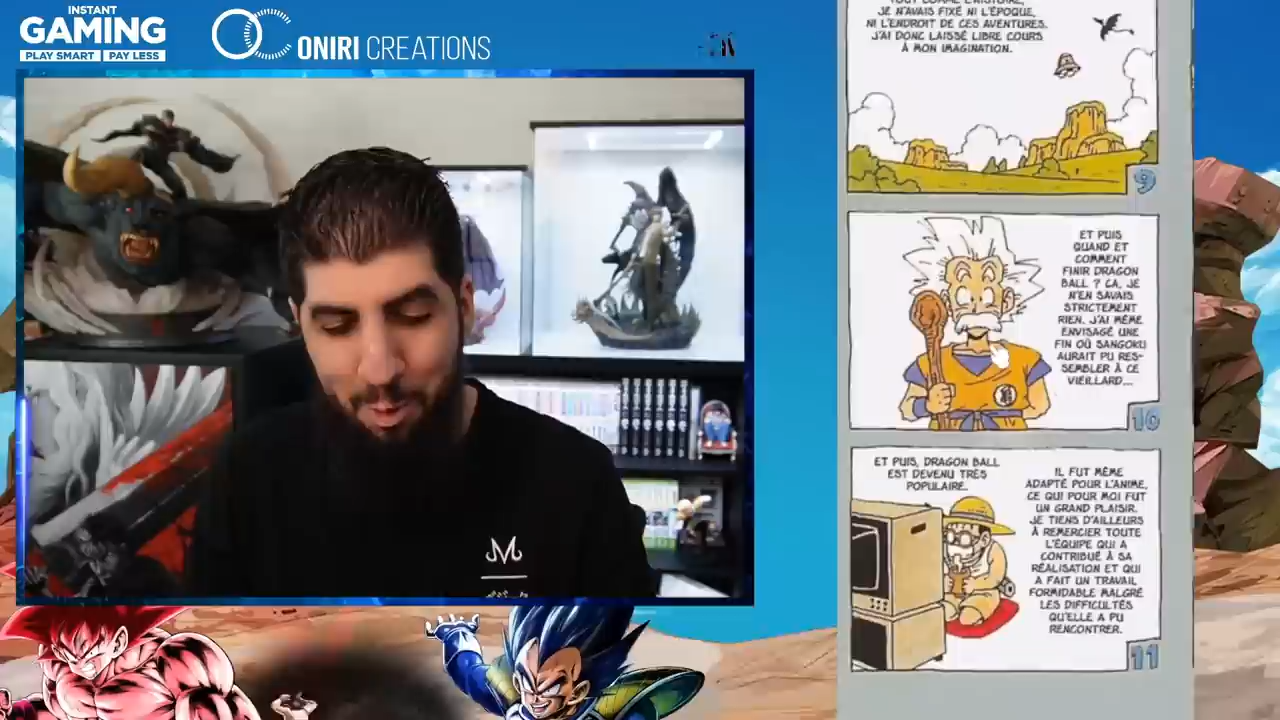 INSTANT
GAMING
PLAY SMART | PAY LESS
ONIRI CREATIONS
JE N'AVAIS FIXÉ NI L'ÉPOQUE,
NI L'ENDROIT DE CES AVENTURES.
J'AI DONC LAISSÉ LIBRE COURS
À MON IMAGINATION.
9
ET PUIS
QUAND ET
COMMENT
FINIR DRAGON
BALL ? ÇA, JE
N'EN SAVAIS
STRICTEMENT
RIEN. J'AI MÊME
ENVISAGÉ UNE
FIN OÙ SANGOKU
AURAIT PU RES-
SEMBLER À CE
VIEILLARD...
10
ET PUIS, DRAGON BALL
EST DEVENU TRÈS
POPULAIRE.
IL FUT MÊME
ADAPTÉ POUR L'ANIME,
CE QUI POUR MOI FUT
UN GRAND PLAISIR.
JE TIENS D'AILLEURS
À REMERCIER TOUTE
L'ÉQUIPE QUI A
CONTRIBUÉ À SA
RÉALISATION ET QUI
A FAIT UN TRAVAIL
FORMIDABLE MALGRÉ
LES DIFFICULTÉS
QU'ELLE A PU
RENCONTRER.
11
M